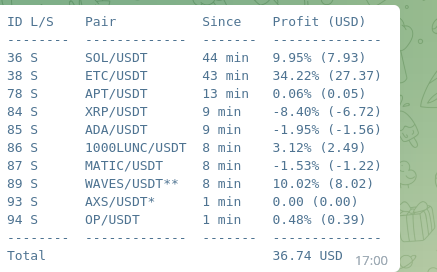 ID L/S    Pair           Since    Profit (USD)
--------  -------------  -------  --------------
36 S      SOL/USDT       44 min   9.95% (7.93)
38 S      ETC/USDT       43 min   34.22% (27.37)
78 S      APT/USDT       13 min   0.06% (0.05)
84 S      XRP/USDT       9 min    -8.40% (-6.72)
85 S      ADA/USDT       9 min    -1.95% (-1.56)
86 S      1000LUNC/USDT  8 min    3.12% (2.49)
87 S      MATIC/USDT     8 min    -1.53% (-1.22)
89 S      WAVES/USDT**   8 min    10.02% (8.02)
93 S      AXS/USDT*      1 min    0.00 (0.00)
94 S      OP/USDT        1 min    0.48% (0.39)
--------  -------------  -------  --------------
Total                             36.74 USD
17:00